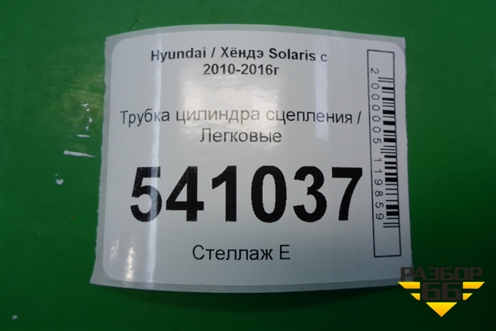 Hyundai / Хёндэ Solaris с
2010-2016г
Трубка цилиндра сцепления /
Легковые
541037
Стеллаж Е
2000005119859
РАЗБОР
66